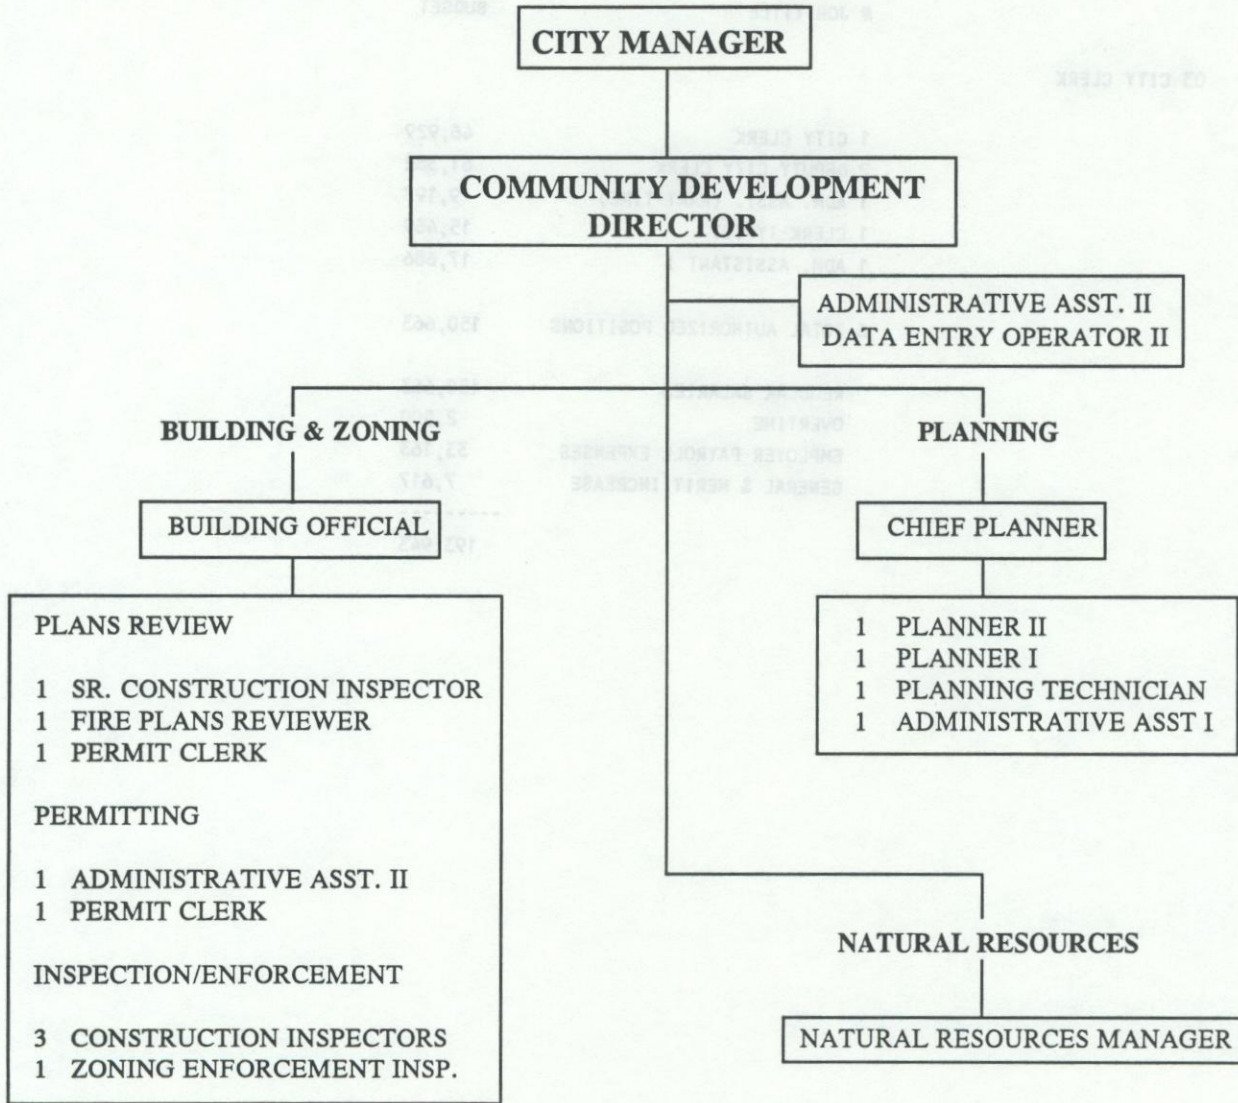 CITY MANAGER
COMMUNITY DEVELOPMENT
DIRECTOR
ADMINISTRATIVE ASST. II
DATA ENTRY OPERATOR II
BUILDING & ZONING
BUILDING OFFICIAL
PLANS REVIEW
1 SR. CONSTRUCTION INSPECTOR
1 FIRE PLANS REVIEWER
1 PERMIT CLERK
PERMITTING
1 ADMINISTRATIVE ASST. II
1 PERMIT CLERK
INSPECTION/ENFORCEMENT
3 CONSTRUCTION INSPECTORS
1 ZONING ENFORCEMENT INSP.
PLANNING
CHIEF PLANNER
1 PLANNER II
1 PLANNER I
1 PLANNING TECHNICIAN
1 ADMINISTRATIVE ASST I
NATURAL RESOURCES
NATURAL RESOURCES MANAGER